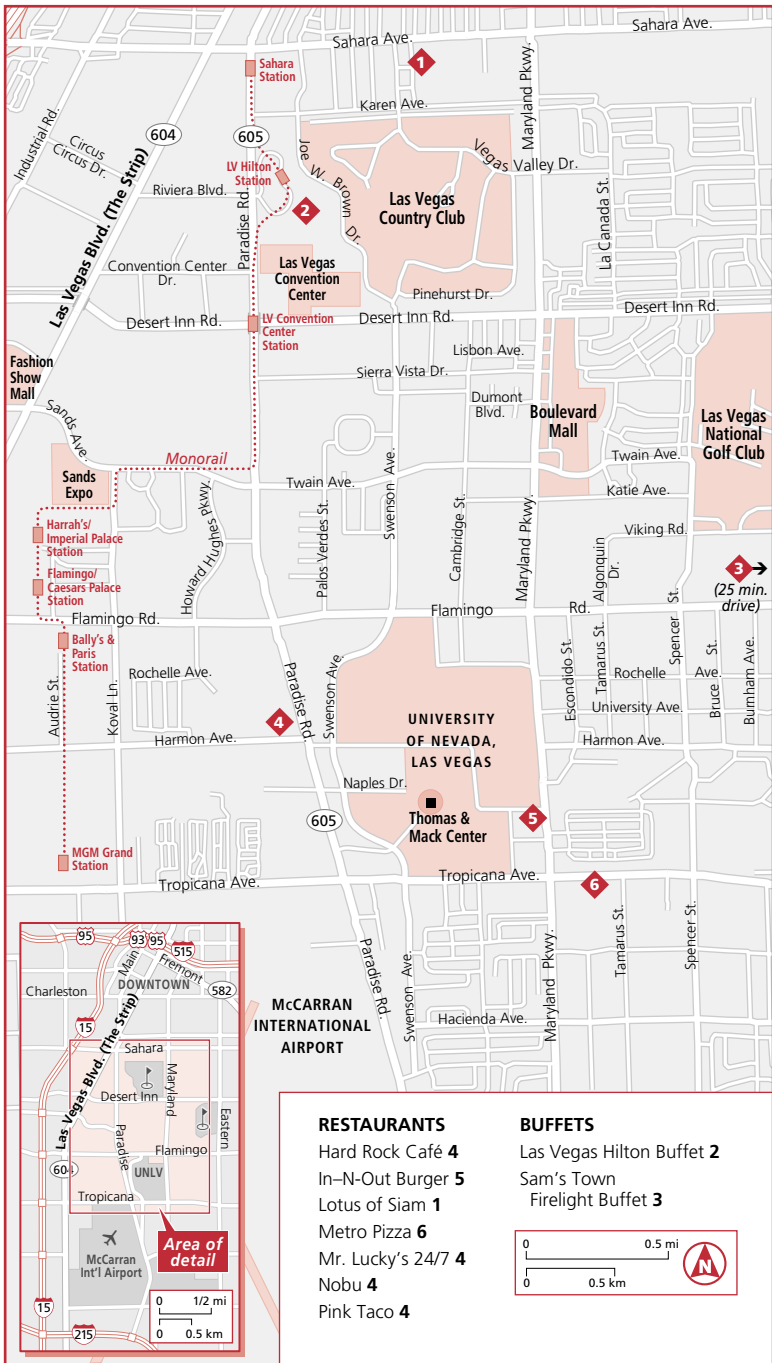 Sahara Ave.
Sahara Ave.
1
Sahara
Station
Karen Ave.
Maryland Pkwy.
Industrial Rd.
Circus
Circus Dr.
604
605
Joe W. Brown Dr.
Vegas Valley Dr.
LV Hilton
Station
Riviera Blvd.
Paradise Rd.
2
Las Vegas
Country Club
La Canada St.
Las Vegas Blvd. (The Strip)
Convention Center
Dr.
Las Vegas
Convention
Center
Pinehurst Dr.
Desert Inn Rd.
Desert Inn Rd.
Desert Inn Rd.
LV Convention
Center
Station
Lisbon Ave.
Sierra Vista Dr.
Fashion
Show
Mall
Dumont
Blvd.
Boulevard
Mall
Las Vegas
National
Golf Club
Sands Ave.
Monorail
Sands
Expo
Twain Ave.
Twain Ave.
Katie Ave.
Swenson Ave.
Cambridge St.
Maryland Pkwy.
Palos Verdes St.
Howard Hughes Pkwy.
Viking Rd.
Harrah's/
Imperial Palace
Station
Algonquin
Dr.
3
(25 min.
drive)
Flamingo/
Caesars Palace
Station
Spencer St.
Flamingo Rd.
Flamingo Rd.
Bally's &
Paris
Station
Audrie St.
Koval Ln.
Rochelle Ave.
Paradise Rd.
Swenson Ave.
Escondido St.
Tamarus St.
Rochelle Ave.
Bruce St.
Burnham Ave.
University Ave.
UNIVERSITY
OF NEVADA,
LAS VEGAS
4
Harmon Ave.
Harmon Ave.
Naples Dr.
605
Thomas &
Mack Center
5
MGM Grand
Station
Tropicana Ave.
Tropicana Ave.
6
Tamarus St.
Spencer St.
Paradise Rd.
Swenson Ave.
Maryland Pkwy.
Hacienda Ave.
McCARRAN
INTERNATIONAL
AIRPORT
95
93
95
515
Main
Fremont
DOWNTOWN
582
Charleston
15
Las Vegas Blvd. (The Strip)
Sahara
Maryland
Desert Inn
Eastern
Paradise
Flamingo
604
UNLV
Tropicana
Area of
detail
McCarran
Int'l Airport
15
215
0 1/2 mi
0 0.5 km
RESTAURANTS
Hard Rock Café 4
In–N-Out Burger 5
Lotus of Siam 1
Metro Pizza 6
Mr. Lucky's 24/7 4
Nobu 4
Pink Taco 4
BUFFETS
Las Vegas Hilton Buffet 2
Sam's Town
Firelight Buffet 3
0 0.5 mi
0 0.5 km
N